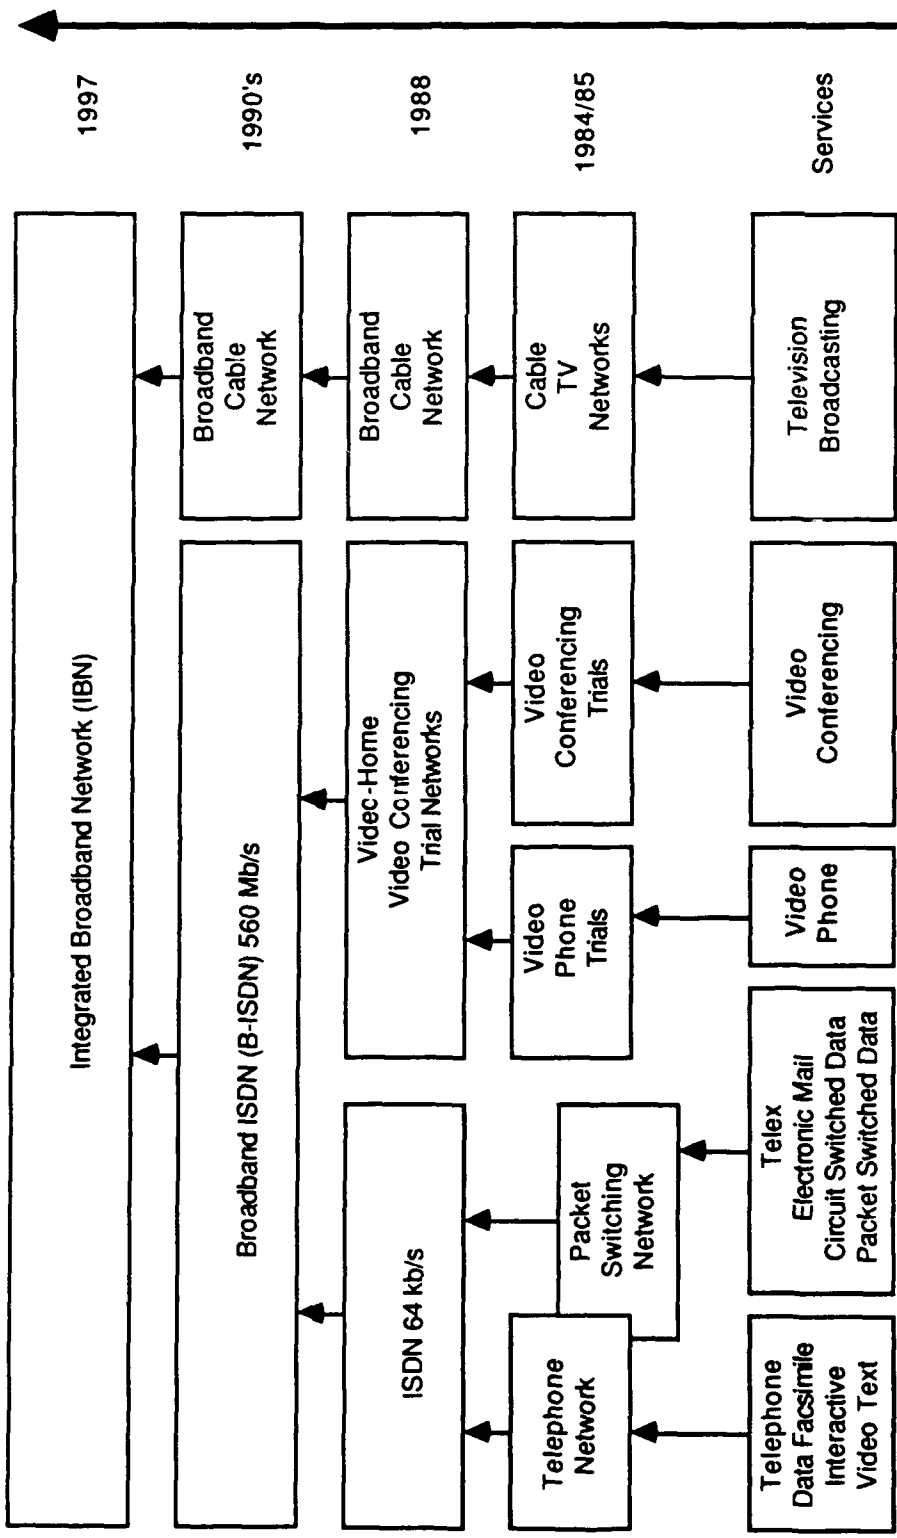 1997
1990's
1988
1984/85
Services
Integrated Broadband Network (IBN)
Broadband ISDN (B-ISDN) 560 Mb/s
Broadband
Cable
Network
ISDN 64 kb/s
Videc-Home
Video Conferencing
Trial Networks
Broadband
Cable
Network
Telephone
Network
Packet
Switching
Network
Video
Phone
Trials
Video
Conferencing
Trials
Cable
TV
Networks
Telephone
Data Facsimile
Interactive
Video Text
Telex
Electronic Mail
Circuit Switched Data
Packet Switched Data
Video
Phone
Video
Conferencing
Television
Broadcasting